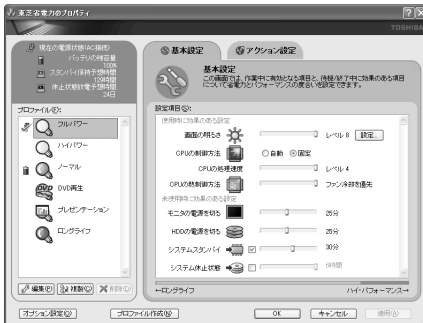 東芝省電力のプロパティ
TOSHIBA
現在の電源状態(AC接続)
バッテリの残容量
100%
スタンバイ保持予想時間
129時間
休止状態放電予想時間
24日
プロファイル(F):
フルパワー
ハイパワー
ノーマル
DVD再生
プレゼンテーション
ロングライフ
編集(P)
複製(C)
削除(D)
基本設定
アクション設定
基本設定
この画面では、作業中に有効となる項目と、待機/終了中に効果のある項目
について省電力とパフォーマンスの度合いを設定できます。
設定項目(S):
使用時に効果のある設定
画面の明るさ
レベル 8
設定...
CPUの制御方法
自動
固定
CPUの処理速度
レベル 4
CPUの熱制御方法
ファン冷却を優先
未使用時に効果のある設定
モニタの電源を切る
25分
HDDの電源を切る
25分
システムスタンバイ
30分
システム休止状態
←ロングライフ
ハイ・パフォーマンス→
オプション設定(O)
プロファイル作成(N)
OK
キャンセル
適用(A)